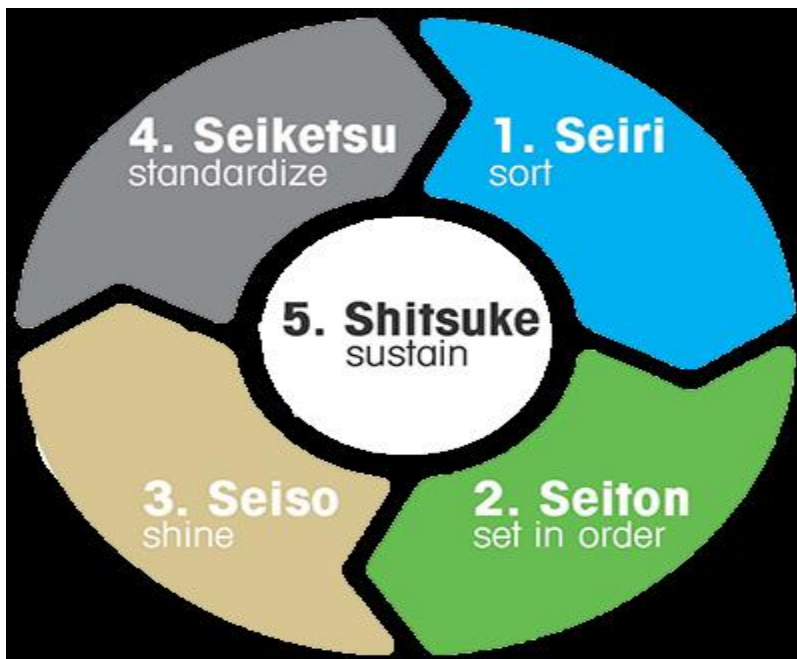 1. Seiri
sort
2. Seiton
set in order
3. Seiso
shine
4. Seiketsu
standardize
5. Shitsuke
sustain